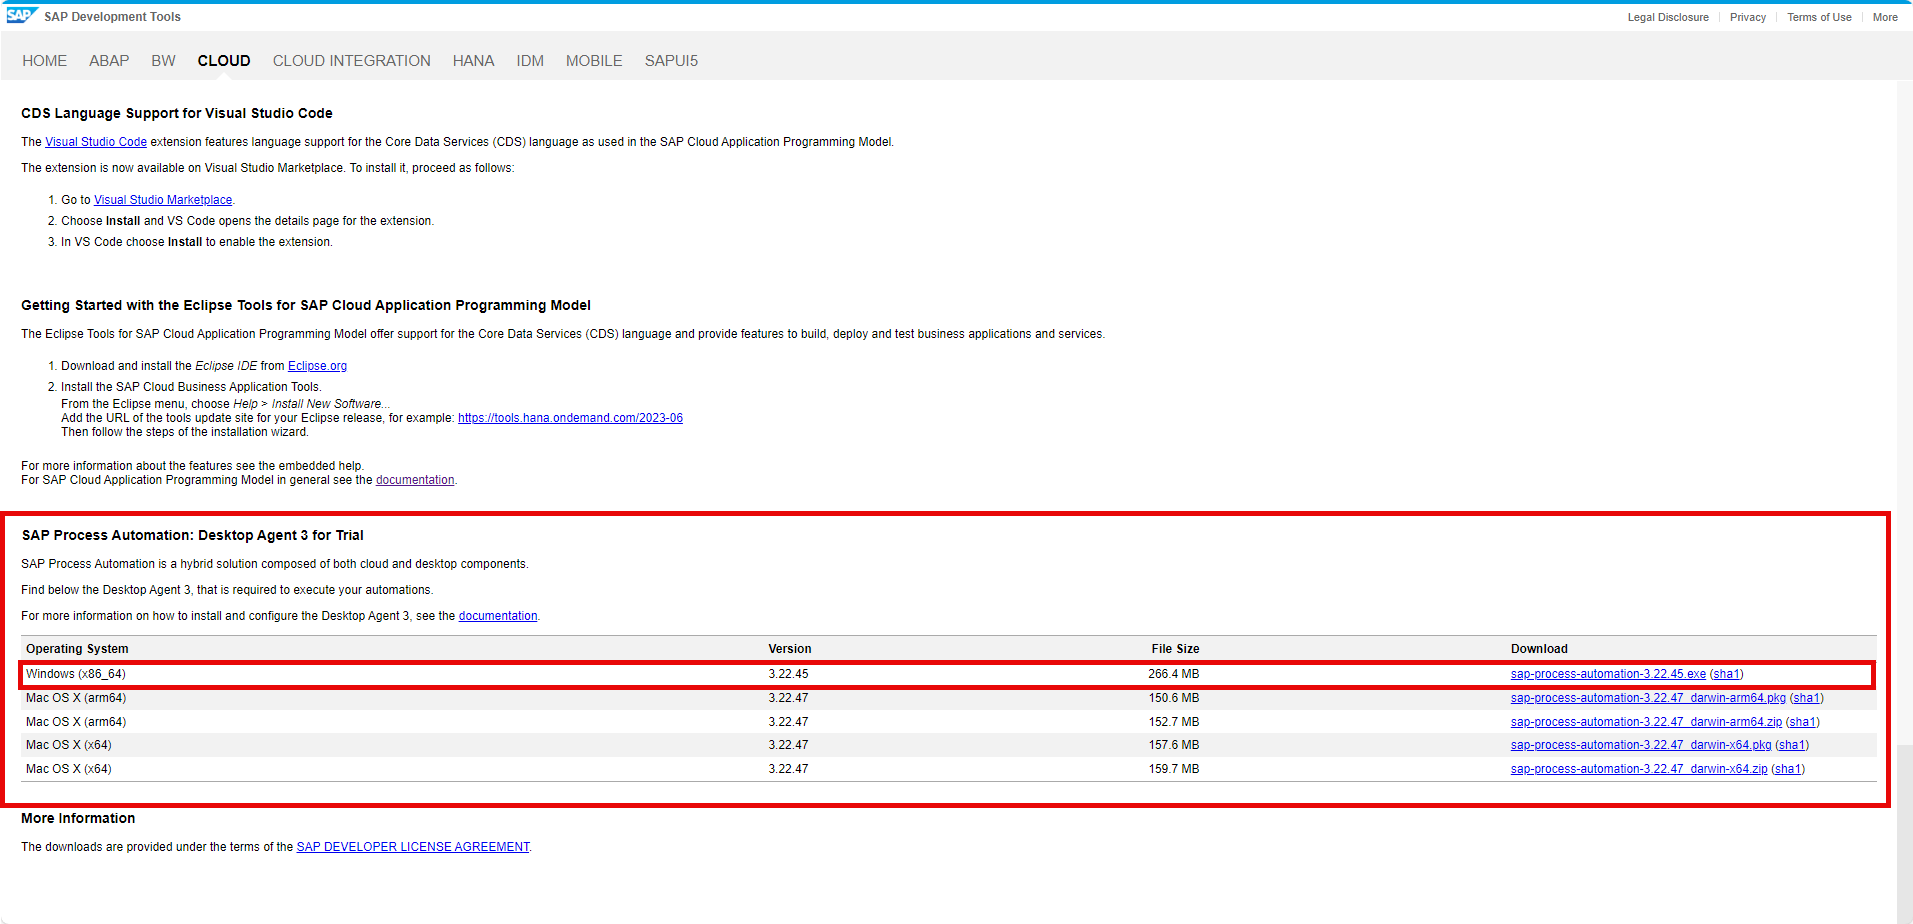 SAP SAP Development Tools Legal Disclosure Privacy Terms of Use More
HOME ABAP BW CLOUD CLOUD INTEGRATION HANA IDM MOBILE SAPUI5
CDS Language Support for Visual Studio Code
The Visual Studio Code extension features language support for the Core Data Services (CDS) language as used in the SAP Cloud Application Programming Model.
The extension is now available on Visual Studio Marketplace. To install it, proceed as follows:
1. Go to Visual Studio Marketplace.
2. Choose Install and VS Code opens the details page for the extension.
3. In VS Code choose Install to enable the extension.
Getting Started with the Eclipse Tools for SAP Cloud Application Programming Model
The Eclipse Tools for SAP Cloud Application Programming Model offer support for the Core Data Services (CDS) language and provide features to build, deploy and test business applications and services.
1. Download and install the Eclipse IDE from Eclipse.org
2. Install the SAP Cloud Business Application Tools.
From the Eclipse menu, choose Help > Install New Software...
Add the URL of the tools update site for your Eclipse release, for example: https://tools.hana.ondemand.com/2023-06
Then follow the steps of the installation wizard.
For more information about the features see the embedded help.
For SAP Cloud Application Programming Model in general see the documentation.
SAP Process Automation: Desktop Agent 3 for Trial
SAP Process Automation is a hybrid solution composed of both cloud and desktop components.
Find below the Desktop Agent 3, that is required to execute your automations.
For more information on how to install and configure the Desktop Agent 3, see the documentation.
Operating System Version File Size Download
Windows (x86_64) 3.22.45 266.4 MB sap-process-automation-3.22.45.exe (sha1)
Mac OS X (arm64) 3.22.47 150.6 MB sap-process-automation-3.22.47_darwin-arm64.pkg (sha1)
Mac OS X (arm64) 3.22.47 152.7 MB sap-process-automation-3.22.47_darwin-arm64.zip (sha1)
Mac OS X (x64) 3.22.47 157.6 MB sap-process-automation-3.22.47_darwin-x64.pkg (sha1)
Mac OS X (x64) 3.22.47 159.7 MB sap-process-automation-3.22.47_darwin-x64.zip (sha1)
More Information
The downloads are provided under the terms of the SAP DEVELOPER LICENSE AGREEMENT.